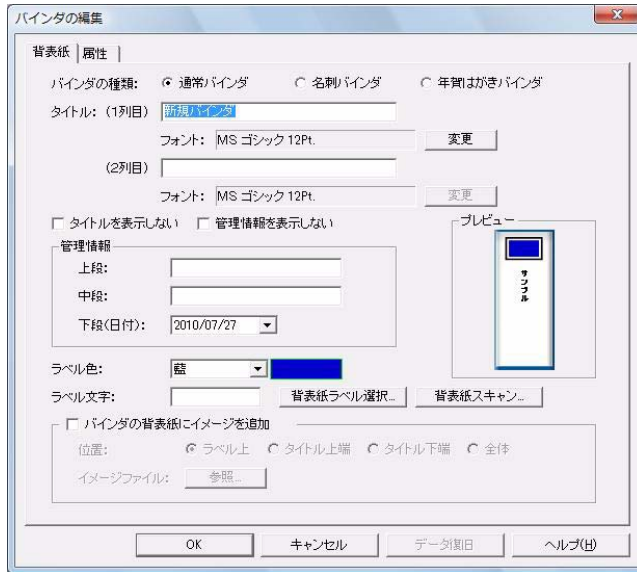 バインダの編集
背表紙 属性
バインダの種類: 通常バインダ 名刺バインダ 年賀はがきバインダ
タイトル: (1列目) 新規バインダ
フォント: MS ゴシック 12Pt. 変更
(2列目)
フォント: MS ゴシック 12Pt. 変更
タイトルを表示しない 管理情報を表示しない
プレビュー
サンプル
管理情報
上段:
中段:
下段(日付): 2010/07/27
ラベル色: 藍
ラベル文字: 背表紙ラベル選択... 背表紙スキャン...
バインダの背表紙にイメージを追加
位置: ラベル上 タイトル上端 タイトル下端 全体
イメージファイル: 参照...
OK キャンセル データ復旧 ヘルプ(H)